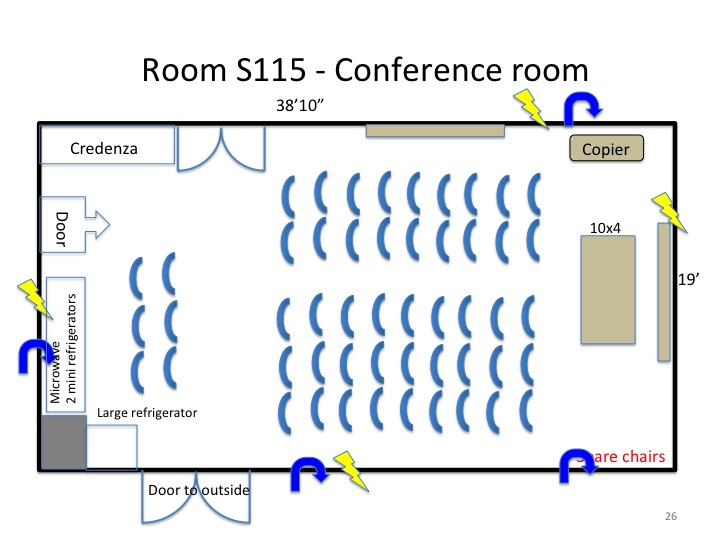 Room S115 - Conference room
38’10”
Credenza
Copier
Door
10x4
19’
Microwave
2 mini refrigerators
Large refrigerator
Spare chairs
Door to outside
26